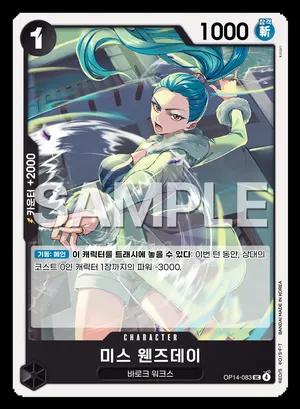 1
1000
참격
斬
카운터 +2000
SAMPLE
기동: 메인 이 캐릭터를 트래시에 놓을 수 있다: 이번 턴 동안, 상대의
코스트 0인 캐릭터 1장까지의 파워 -3000.
CHARACTER
미스 웬즈데이
바로크 워크스
OP14-083 UC 4
BANDAI MADE IN KOREA